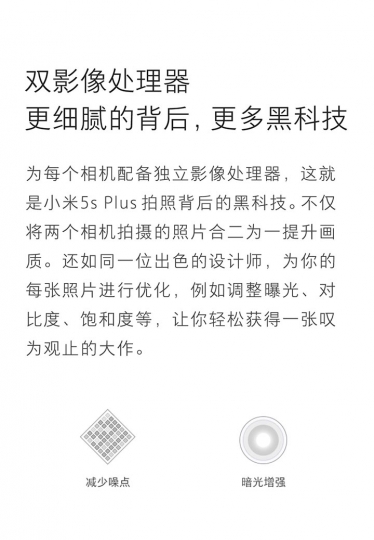 双影像处理器
更细腻的背后，更多黑科技
为每个相机配备独立影像处理器，这就
是小米5s Plus 拍照背后的黑科技。不仅
将两个相机拍摄的照片合二为一提升画
质。还如同一位出色的设计师，为你的
每张照片进行优化，例如调整曝光、对
比度、饱和度等，让你轻松获得一张叹
为观止的大作。
减少噪点
暗光增强